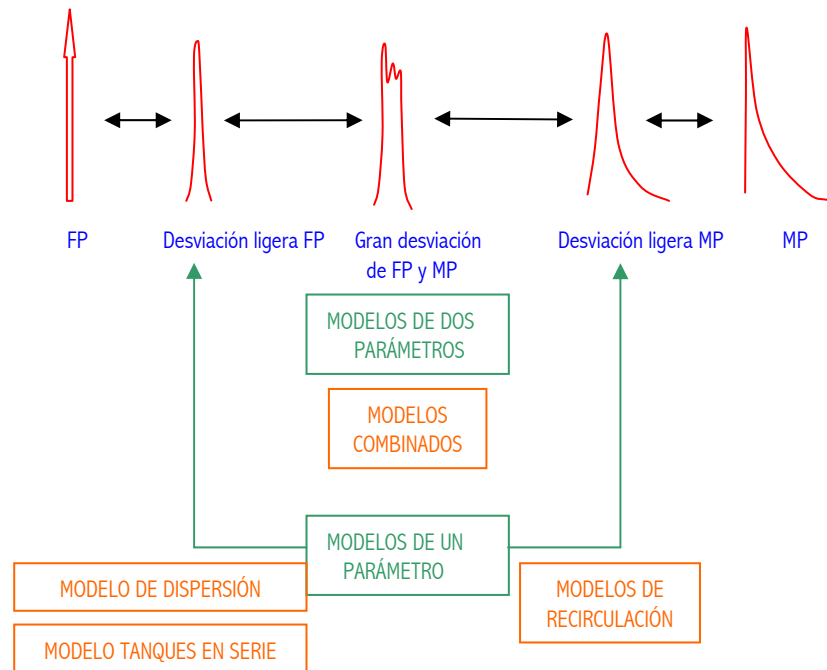 FP
Desviación ligera FP
Gran desviación
de FP y MP
Desviación ligera MP
MP
MODELOS DE DOS
PARÁMETROS
MODELOS
COMBINADOS
MODELOS DE UN
PARÁMETRO
MODELO DE DISPERSIÓN
MODELOS DE
RECIRCULACIÓN
MODELO TANQUES EN SERIE